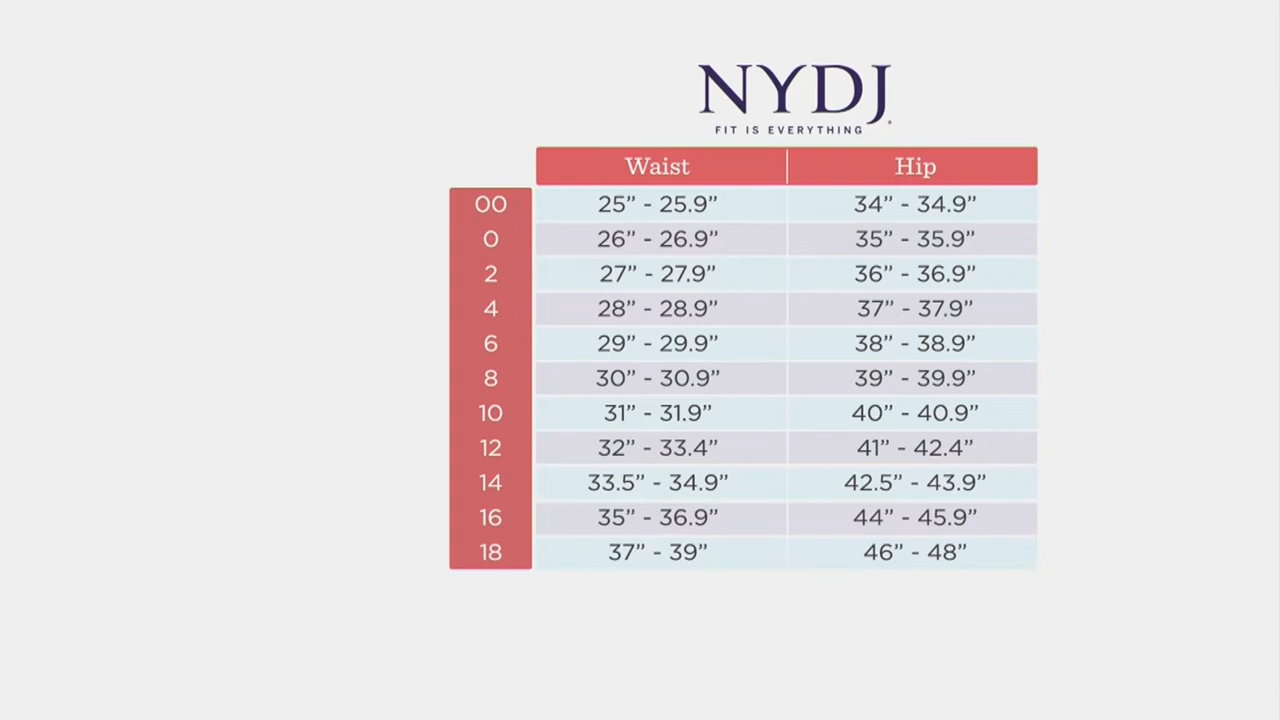 NYDJ
FIT IS EVERYTHING
Waist Hip
00 25” - 25.9” 34” - 34.9”
0 26” - 26.9” 35” - 35.9”
2 27” - 27.9” 36” - 36.9”
4 28” - 28.9” 37” - 37.9”
6 29” - 29.9” 38” - 38.9”
8 30” - 30.9” 39” - 39.9”
10 31” - 31.9” 40” - 40.9”
12 32” - 33.4” 41” - 42.4”
14 33.5” - 34.9” 42.5” - 43.9”
16 35” - 36.9” 44” - 45.9”
18 37” - 39” 46” - 48”